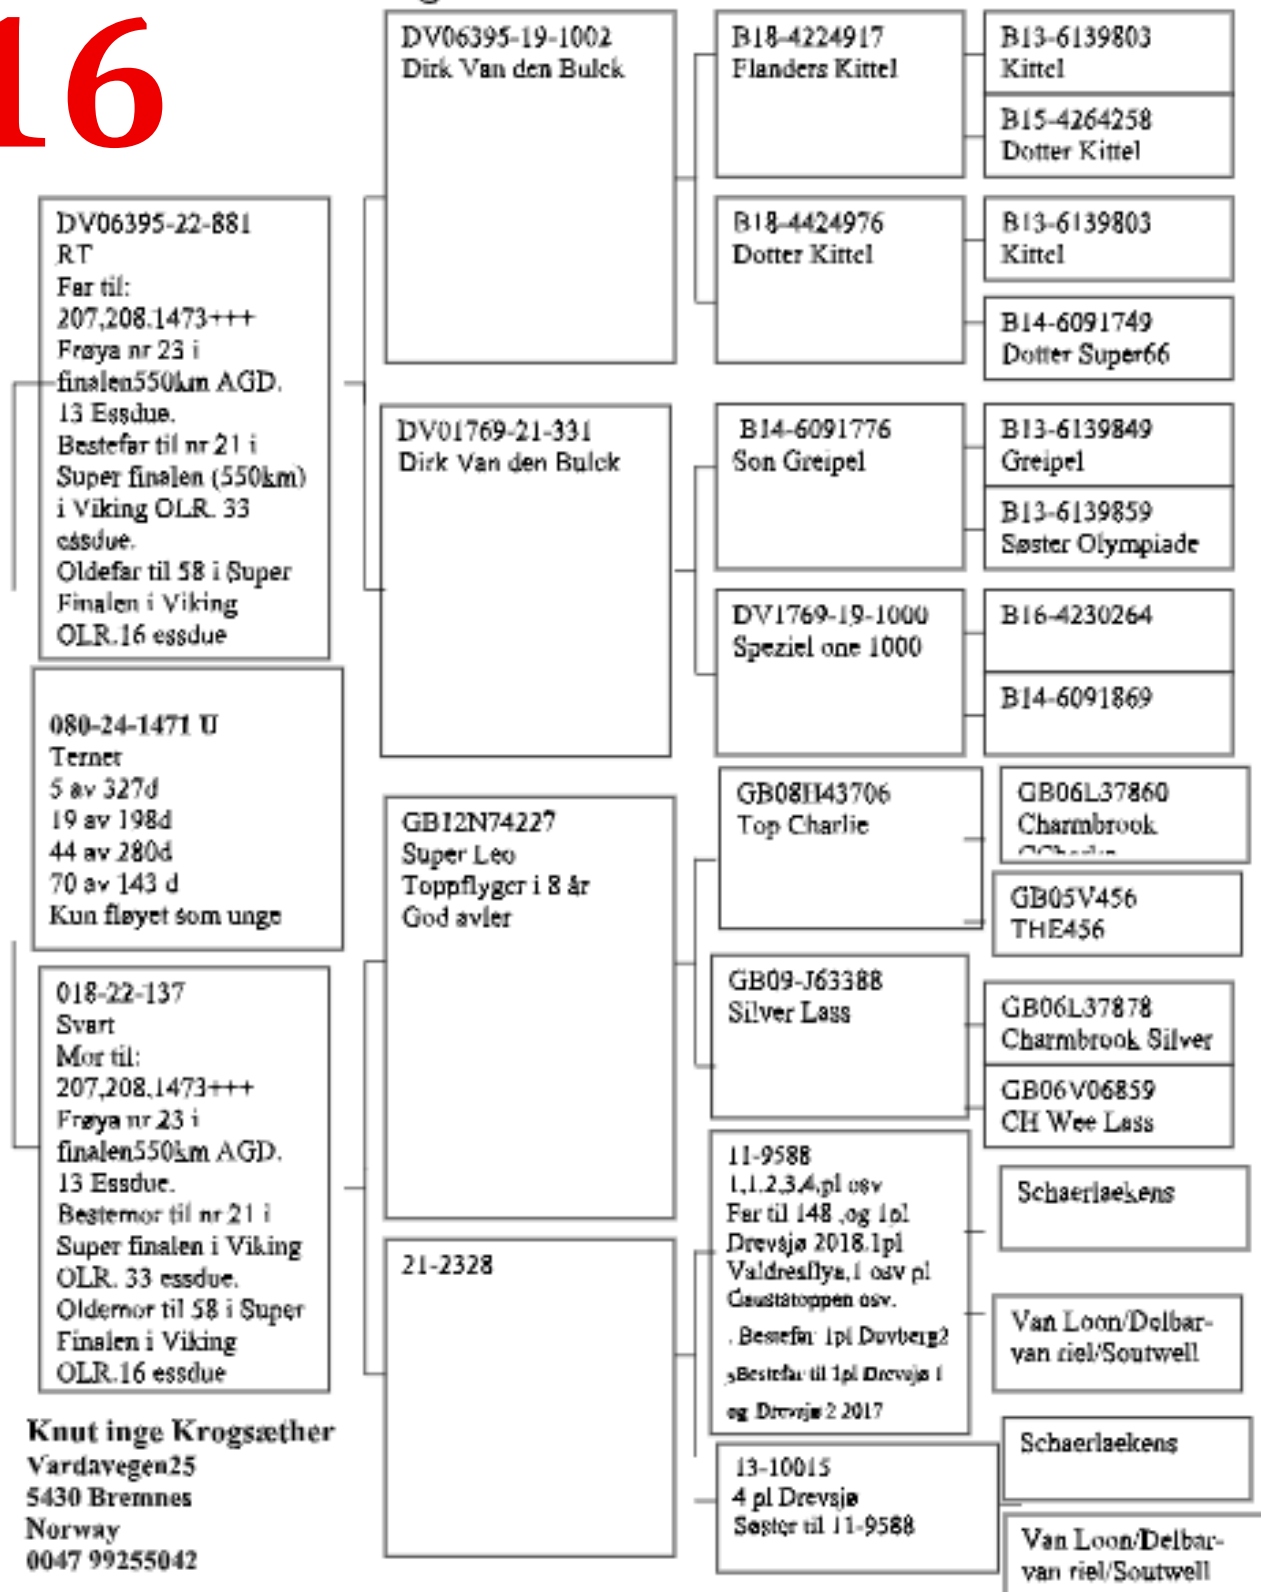 16
DV06395-22-881
RT
Far til:
207,208.1473+++
Frøya nr 23 i
finalen550km AGD.
13 Essdue.
Bestefar til nr 21 i
Super finalen (550km)
i Viking OLR. 33
essdue.
Oldefar til 58 i Super
Finalen i Viking
OLR.16 essdue
080-24-1471 U
Ternet
5 av 327d
19 av 198d
44 av 280d
70 av 143 d
Kun fløyet som unge
018-22-137
Svart
Mor til:
207,208,1473+++
Frøya nr 23 i
finalen550km AGD.
13 Essdue.
Bestemor til nr 21 i
Super finalen i Viking
OLR. 33 essdue.
Oldemor til 58 i Super
Finalen i Viking
OLR.16 essdue
Knut inge Krogsæther
Vardavegen25
5430 Bremnes
Norway
0047 99255042
DV06395-19-1002
Dirk Van den Bulck
DV01769-21-331
Dirk Van den Bulck
GB12N74227
Super Leo
Toppflyger i 8 år
God avler
21-2328
B18-4224917
Flanders Kittel
B18-4424976
Dotter Kittel
B14-6091776
Son Greipel
DV1769-19-1000
Speziel one 1000
GB08H43706
Top Charlie
GB09-J63388
Silver Lass
11-9588
1,1.2,3,4,pl osv
Far til 148 ,og 1pl
Drevsjø 2018.1pl
Valdresflya,1 osv pl
Gaustatoppen osv.
. Bestefar 1pl Duvberg2
,Bestefar til 1pl Drevsjø 1
og Drevsjø 2 2017
13-10015
4 pl Drevsjø
Søster til 11-9588
B13-6139803
Kittel
B15-4264258
Dotter Kittel
B13-6139803
Kittel
B14-6091749
Dotter Super66
B13-6139849
Greipel
B13-6139859
Søster Olympiade
B16-4230264
B14-6091869
GB06L37860
Charmbrook
GB05V456
THE456
GB06L37878
Charmbrook Silver
GB06V06859
CH Wee Lass
Schaerlaekens
Van Loon/Delbar-
van riel/Soutwell
Schaerlaekens
Van Loon/Delbar-
van riel/Soutwell